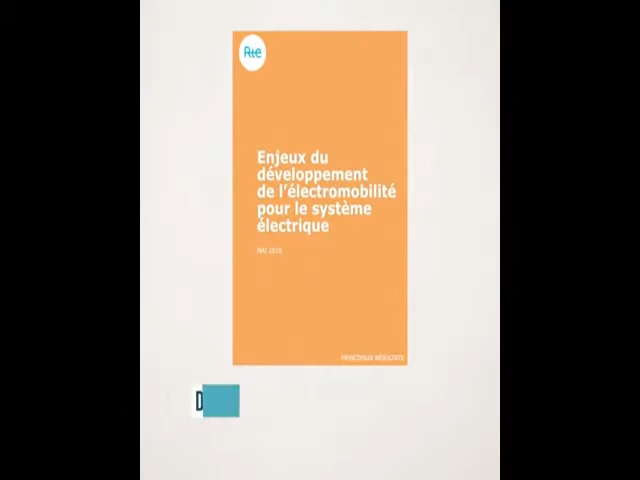 Rte
Enjeux du
développement
de l'électromobilité
pour le système
électrique
MAI 2019
PRINCIPAUX RÉSULTATS
D